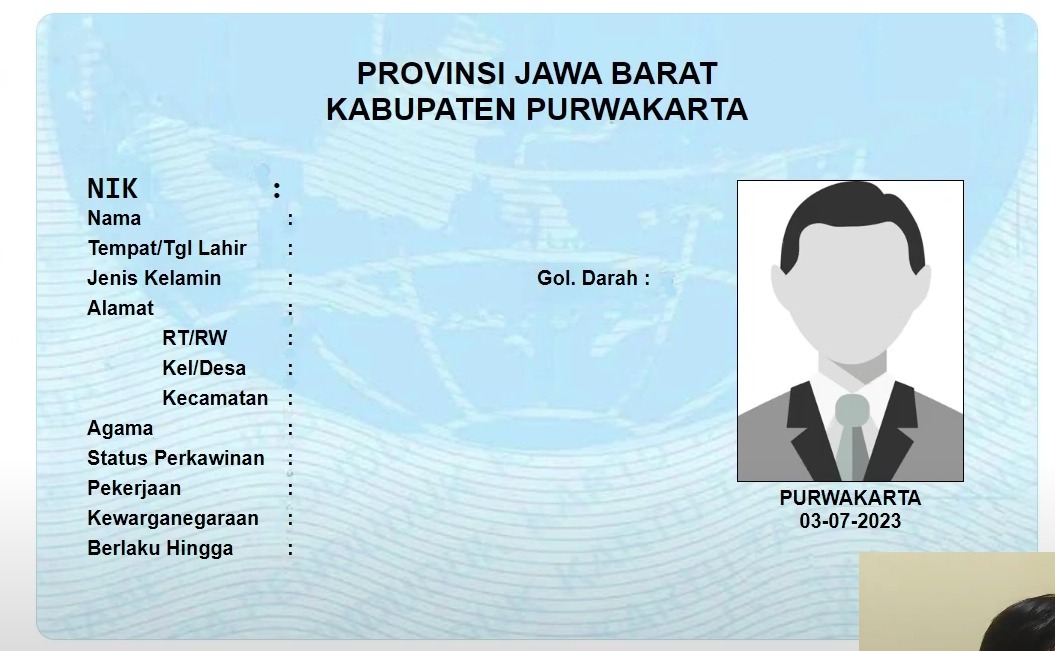 PROVINSI JAWA BARAT
KABUPATEN PURWAKARTA
NIK :
Nama :
Tempat/Tgl Lahir :
Jenis Kelamin : Gol. Darah :
Alamat :
RT/RW :
Kel/Desa :
Kecamatan :
Agama :
Status Perkawinan :
Pekerjaan :
Kewarganegaraan :
Berlaku Hingga :
PURWAKARTA
03-07-2023